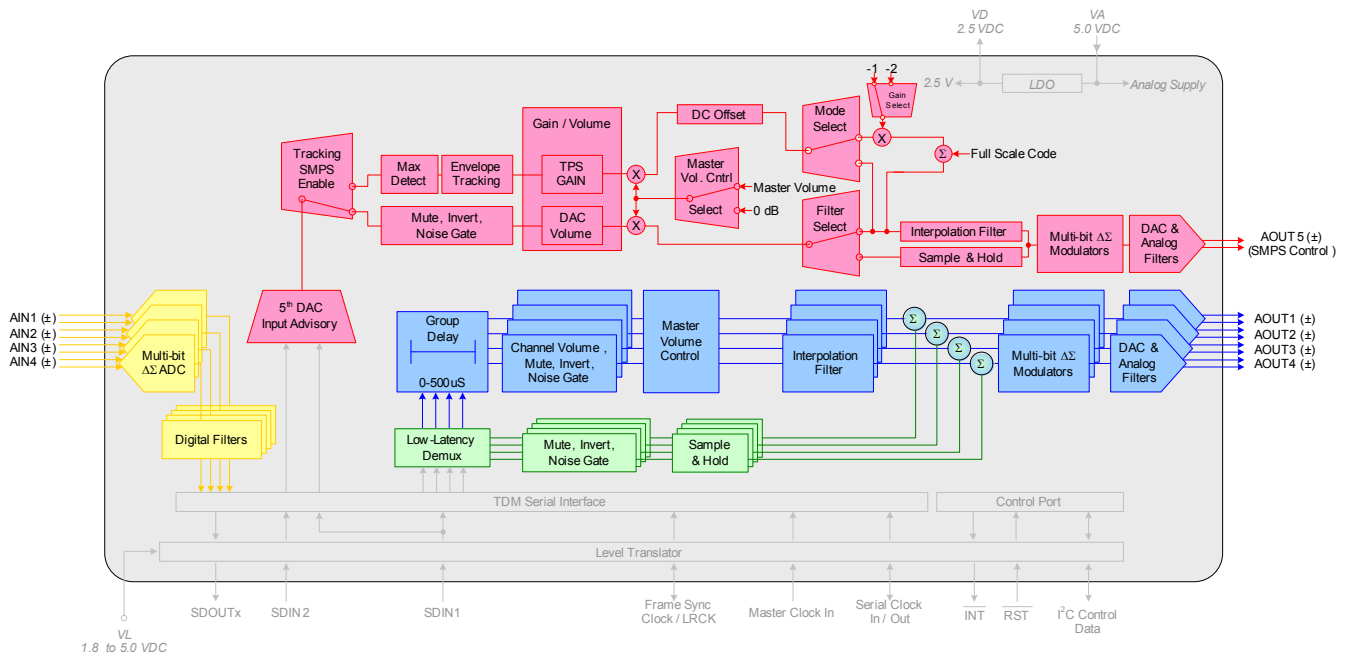 VD
2.5 VDC
VA
5.0 VDC
-1 -2
2.5 V
LDO
Analog Supply
Gain
Select
Mode
Select
X
Σ
Full Scale Code
DC Offset
Gain / Volume
TPS
GAIN
X
Tracking
SMPS
Enable
Max
Detect
Envelope
Tracking
Master
Vol. Cntrl
Select
Master Volume
0 dB
Mute, Invert,
Noise Gate
DAC
Volume
X
Filter
Select
Interpolation Filter
Sample & Hold
Multi-bit ΔΣ
Modulators
DAC &
Analog
Filters
AOUT5 (±)
(SMPS Control )
5th DAC
Input Advisory
AIN1 (±)
AIN2 (±)
AIN3 (±)
AIN4 (±)
Multi-bit
ΔΣ ADC
Digital Filters
Group
Delay
0-500uS
Channel Volume ,
Mute, Invert,
Noise Gate
Master
Volume
Control
Interpolation
Filter
Σ
Σ
Σ
Σ
Multi-bit ΔΣ
Modulators
DAC &
Analog
Filters
AOUT1 (±)
AOUT2 (±)
AOUT3 (±)
AOUT4 (±)
Low-Latency
Demux
Mute, Invert,
Noise Gate
Sample
& Hold
TDM Serial Interface
Control Port
Level Translator
VL
1.8 to 5.0 VDC
SDOUTx
SDIN2
SDIN1
Frame Sync
Clock / LRCK
Master Clock In
Serial Clock
In / Out
INT
RST
I2C Control
Data